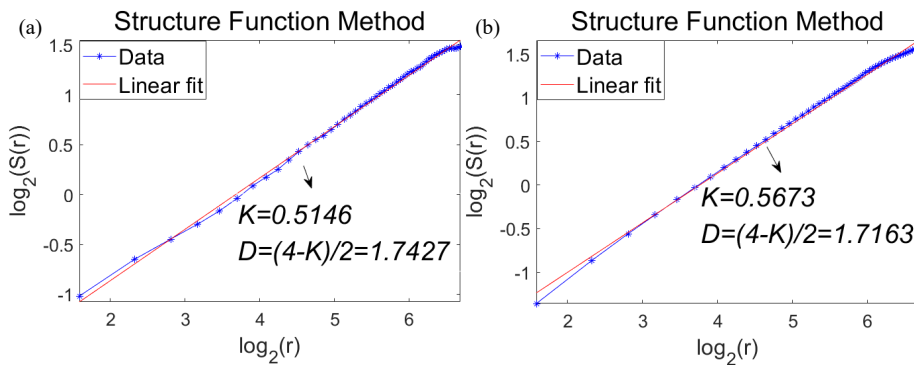 (a)
Structure Function Method
1.5
1
0.5
0
-0.5
-1
log2(S(r))
Data
Linear fit
K=0.5146
D=(4-K)/2=1.7427
2
3
4
5
6
log2(r)
(b)
Structure Function Method
1.5
1
0.5
0
-0.5
-1
log2(S(r))
Data
Linear fit
K=0.5673
D=(4-K)/2=1.7163
2
3
4
5
6
log2(r)